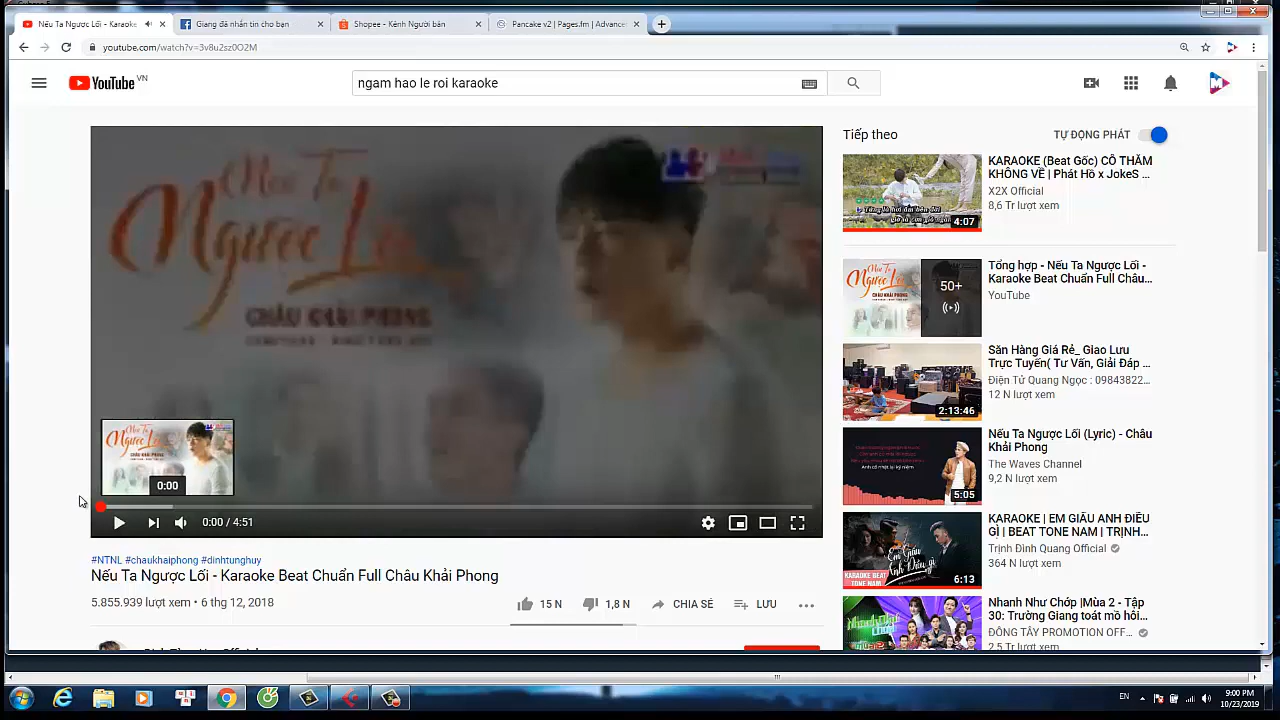 Nếu Ta Ngược Lối - Karaoke
Giang đã nhắn tin cho bạn
Shopee - Kênh Người bán
youtube.com/watch?v=3v8u2sz0O2M
YouTube VN
ngam hao le roi karaoke
CHÂU KHẢI PHONG
0:00
0:00 / 4:51
#NTNL #chaukhaiphong #dinhtunghuy
Nếu Ta Ngược Lối - Karaoke Beat Chuẩn Full Châu Khải Phong
5.855.939 lượt xem • 6 thg 12, 2018
15 N
1,8 N
CHIA SẺ
LƯU
Tiếp theo
TỰ ĐỘNG PHÁT
4:07
KARAOKE (Beat Gốc) CÔ THẮM
KHÔNG VỀ | Phát Hồ x JokeS ...
X2X Official
8,6 Tr lượt xem
50+
Tổng hợp - Nếu Ta Ngược Lối -
Karaoke Beat Chuẩn Full Châu...
YouTube
2:13:46
Săn Hàng Giá Rẻ_ Giao Lưu
Trực Tuyến( Tư Vấn, Giải Đáp ...
Điện Tử Quang Ngọc : 09843822...
12 N lượt xem
5:05
Nếu Ta Ngược Lối (Lyric) - Châu
Khải Phong
The Waves Channel
9,2 N lượt xem
KARAOKE BEAT
TONE NAM
6:13
KARAOKE | EM GIẤU ANH ĐIỀU
GÌ | BEAT TONE NAM | TRỊNH...
Trịnh Đình Quang Official
364 N lượt xem
Nhanh Như Chớp |Mùa 2 - Tập
30: Trường Giang toát mồ hôi...
ĐÔNG TÂY PROMOTION OFF...
2,5 Tr lượt xem
EN
9:00 PM
10/23/2019